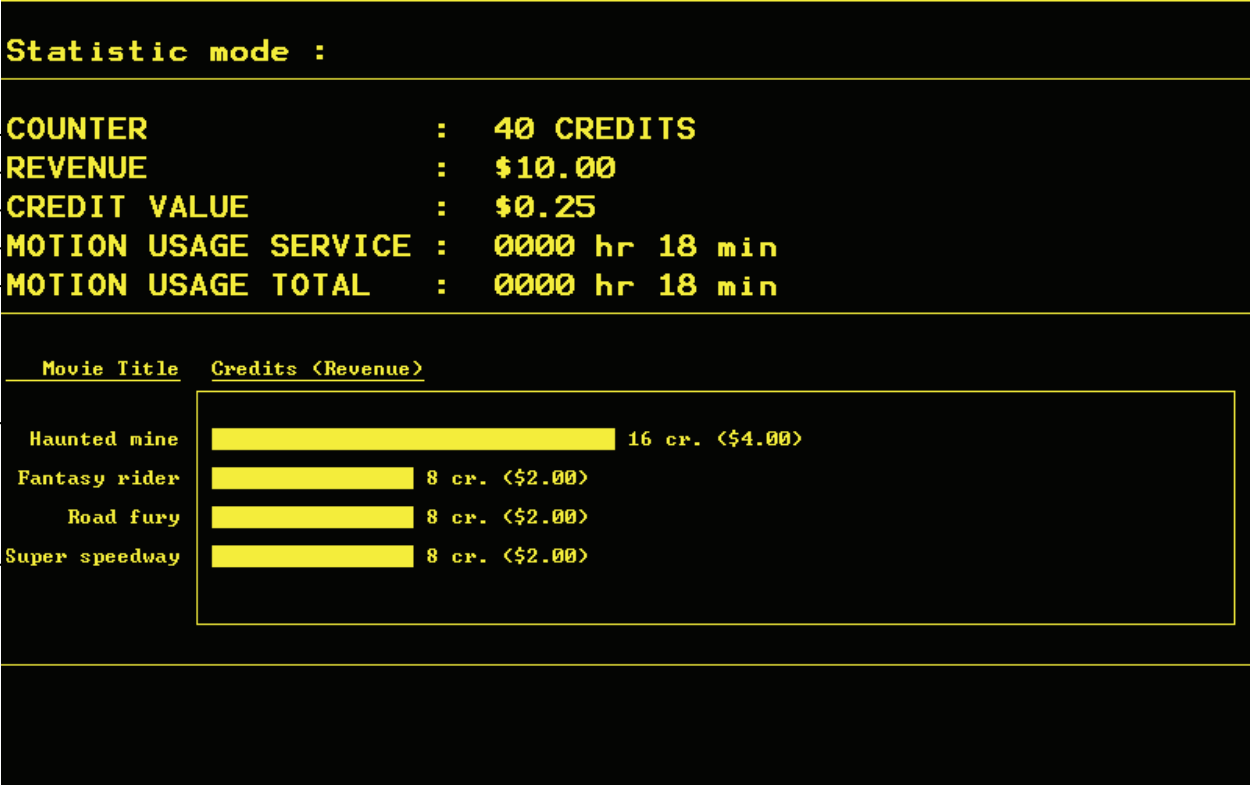 Statistic mode :
COUNTER : 40 CREDITS
REVENUE : $10.00
CREDIT VALUE : $0.25
MOTION USAGE SERVICE : 0000 hr 18 min
MOTION USAGE TOTAL : 0000 hr 18 min
Movie Title Credits (Revenue)
Haunted mine 16 cr. ($4.00)
Fantasy rider 8 cr. ($2.00)
Road fury 8 cr. ($2.00)
Super speedway 8 cr. ($2.00)